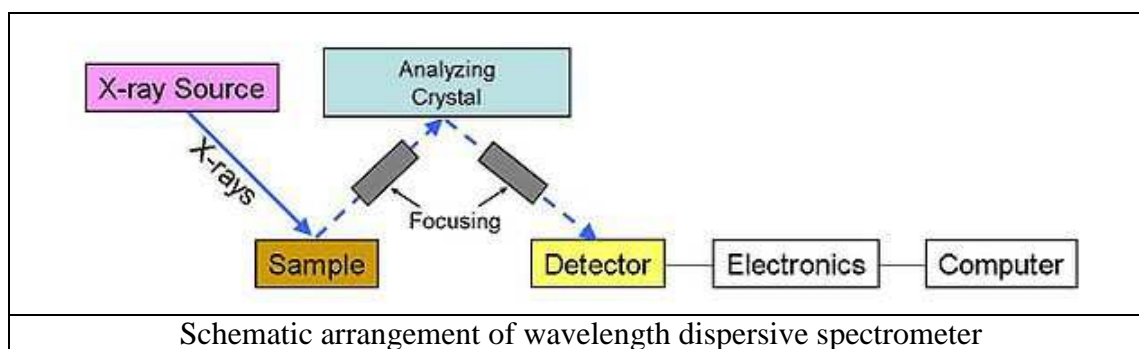 X-ray Source
Analyzing
Crystal
X-rays
Focusing
Sample
Detector
Electronics
Computer
Schematic arrangement of wavelength dispersive spectrometer